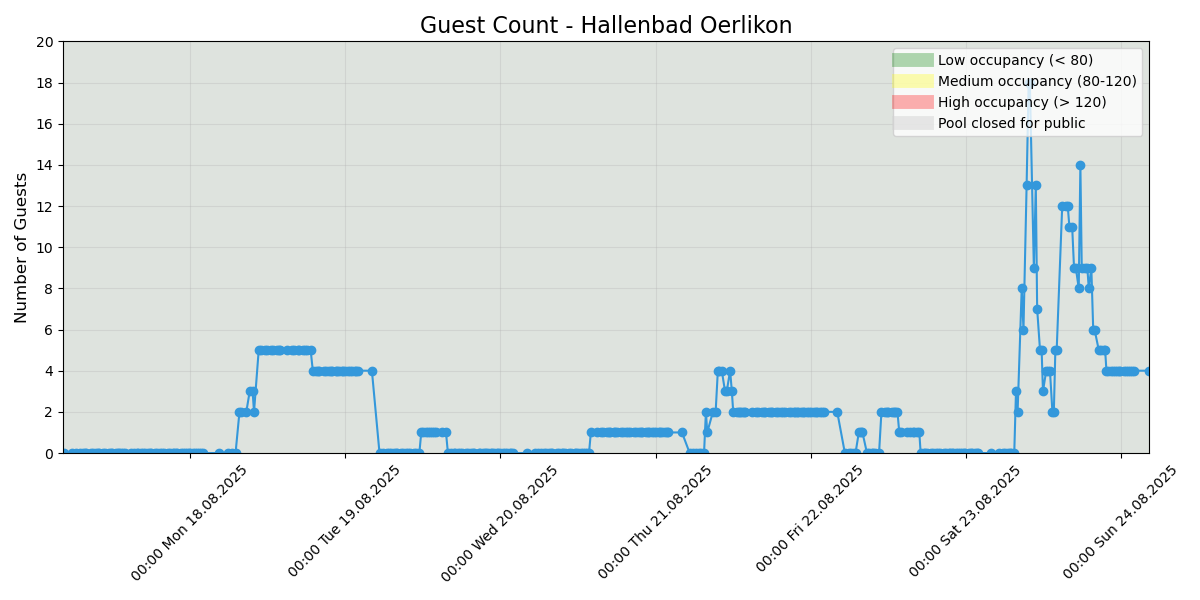 Guest Count - Hallenbad Oerlikon
Number of Guests
20
18
16
14
12
10
8
6
4
2
0
Low occupancy (< 80)
Medium occupancy (80-120)
High occupancy (> 120)
Pool closed for public
00:00 Mon 18.08.2025
00:00 Tue 19.08.2025
00:00 Wed 20.08.2025
00:00 Thu 21.08.2025
00:00 Fri 22.08.2025
00:00 Sat 23.08.2025
00:00 Sun 24.08.2025